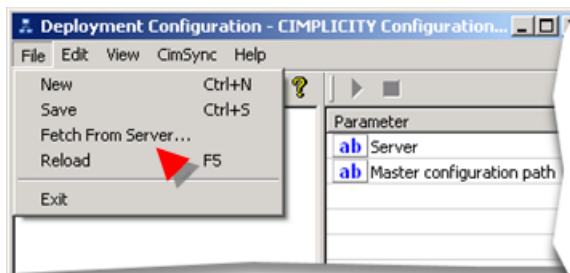 Deployment Configuration - CIMPLICITY Configuration...
File Edit View CimSync Help
New Ctrl+N
Save Ctrl+S
Fetch From Server...
Reload F5
Exit
Parameter
ab Server
ab Master configuration path